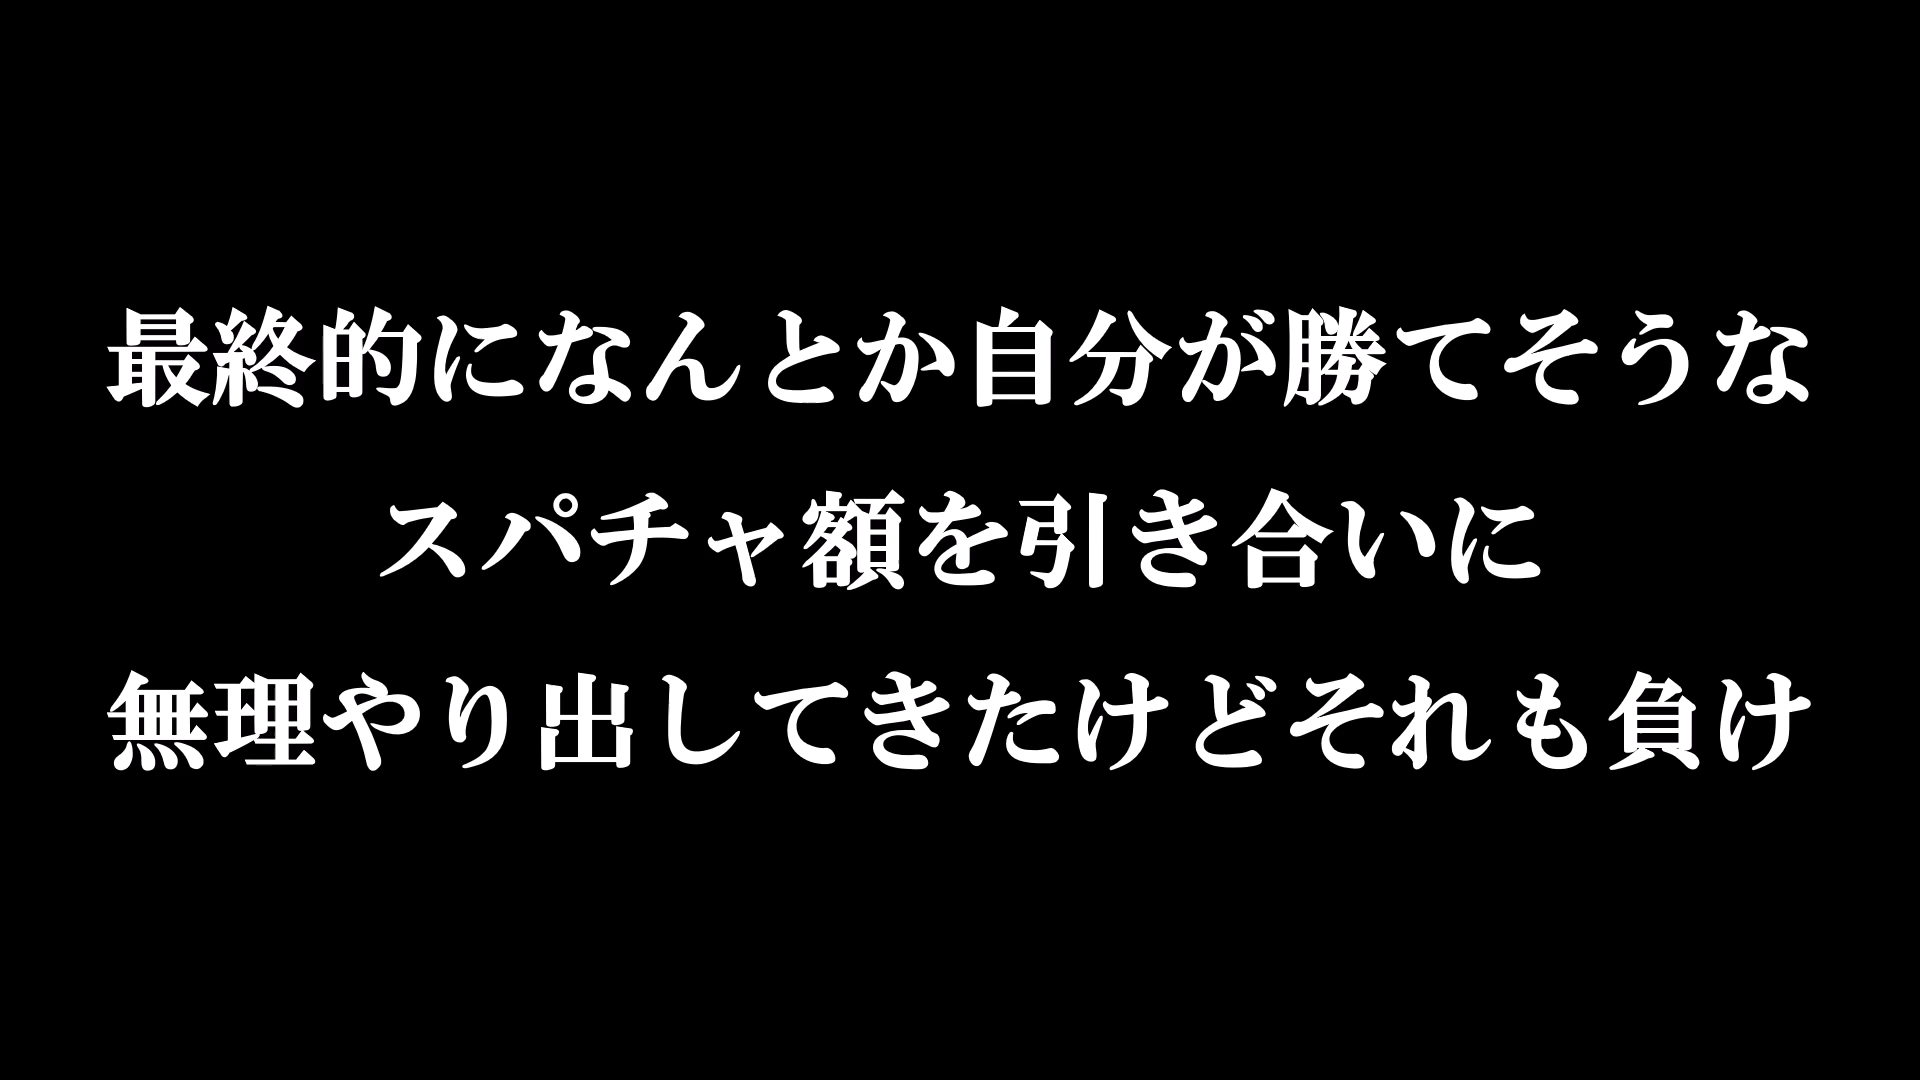 最終的になんとか自分が勝てそうな
スパチャ額を引き合いに
無理やり出してきたけどそれも負け